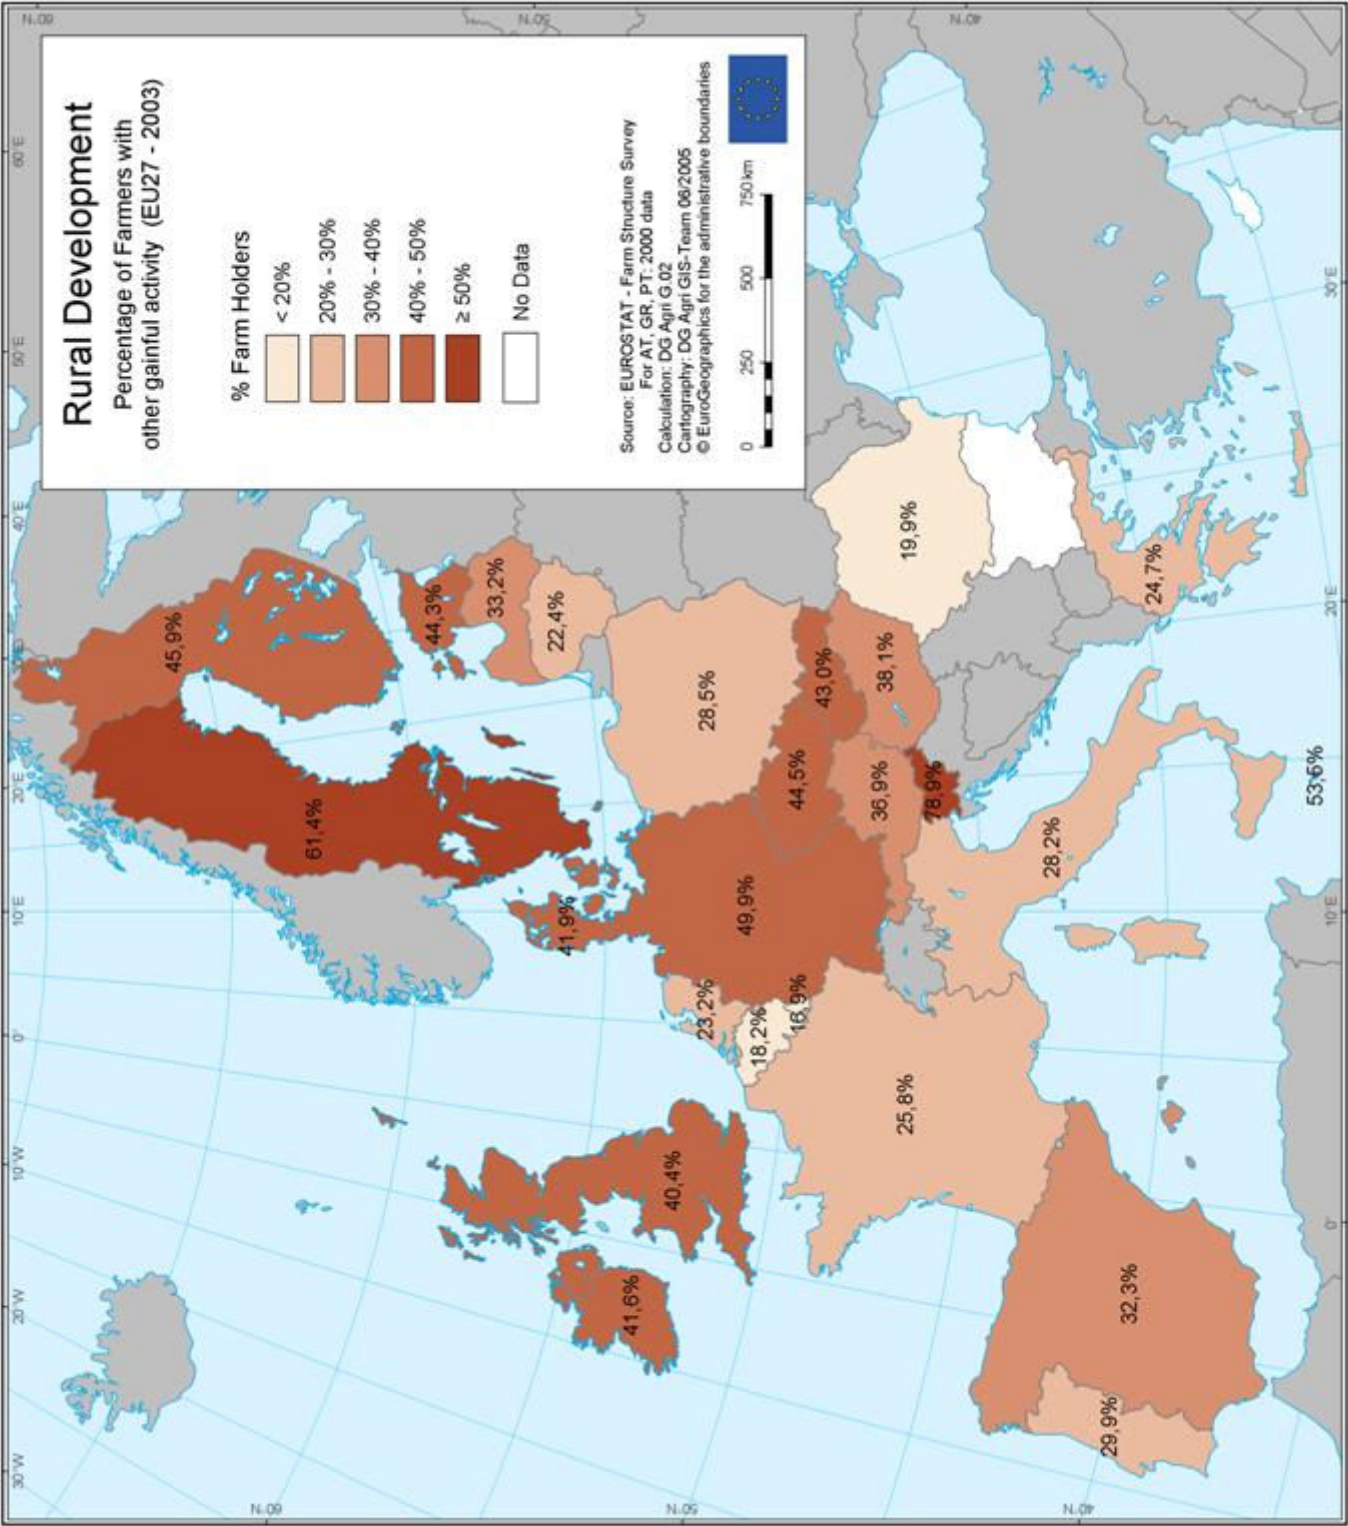 30°W 20°W 10°W 0° 10°E 20°E 40°E 50°E 60°E
60°N
Rural Development
Percentage of Farmers with
other gainful activity (EU27 - 2003)
% Farm Holders
< 20%
20% - 30%
30% - 40%
40% - 50%
≥ 50%
No Data
Source: EUROSTAT - Farm Structure Survey
For AT, GR, PT: 2000 data
Calculation: DG Agri G.02
Cartography: DG Agri GIS-Team 06/2005
© EuroGeographics for the administrative boundaries
0 250 500 750 km
45,9%
60°N
61,4%
44,3%
33,2%
50°N
22,4%
41,9%
41,6%
40,4%
50°N
23,2%
28,5%
49,9%
18,2%
16,9%
44,5%
43,0%
36,9%
38,1%
25,8%
19,9%
78,9%
40°N
28,2%
29,9%
32,3%
24,7%
40°N
53,6%
0° 10°E 20°E 30°E